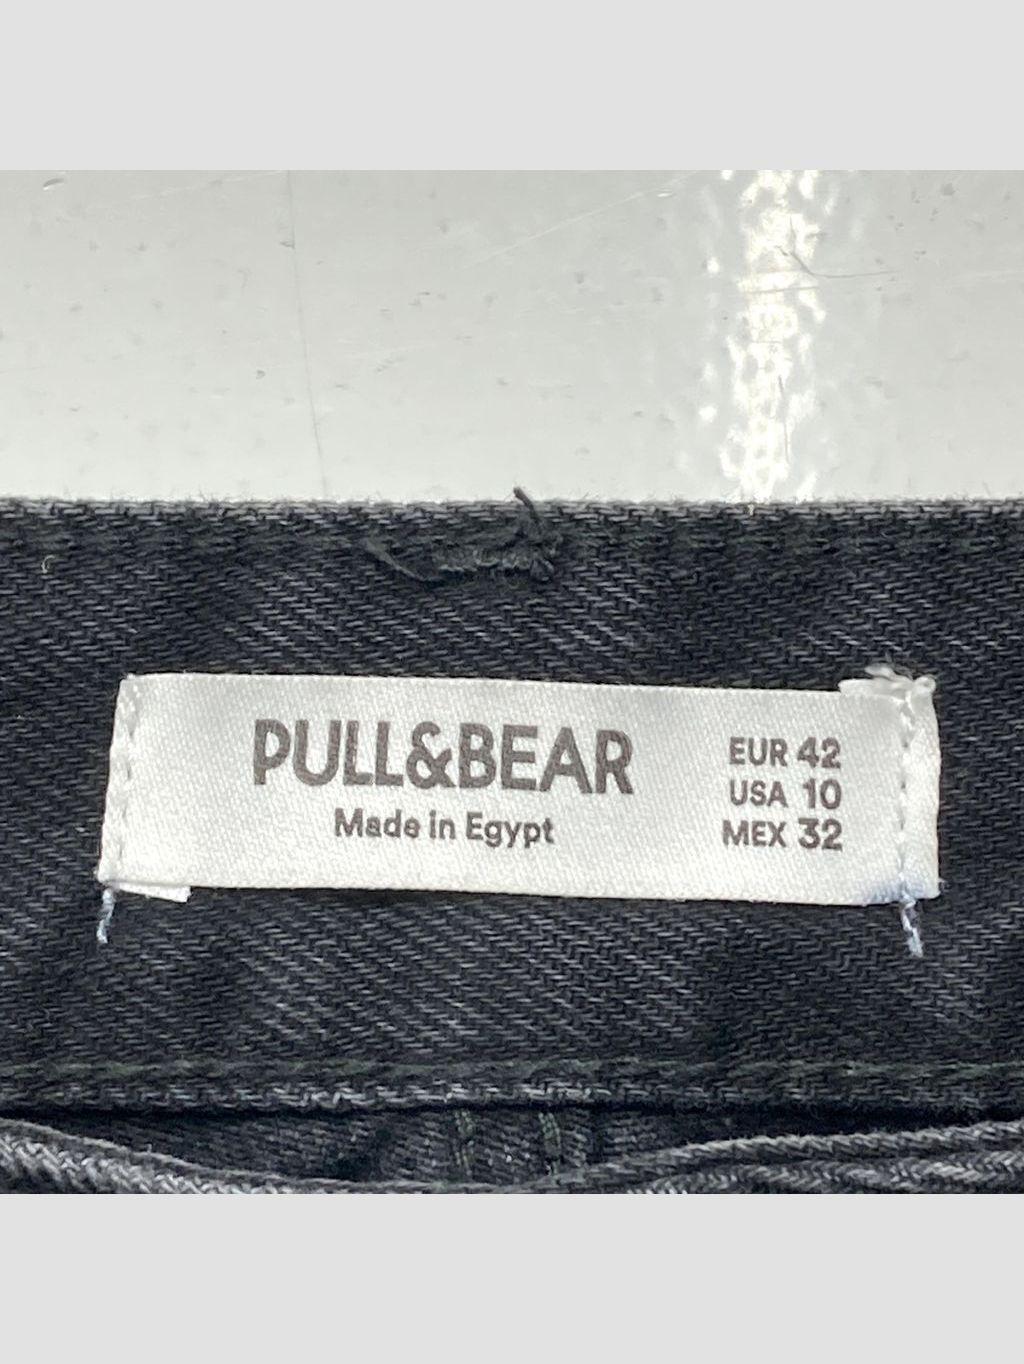 PULL&BEAR
Made in Egypt
EUR 42
USA 10
MEX 32